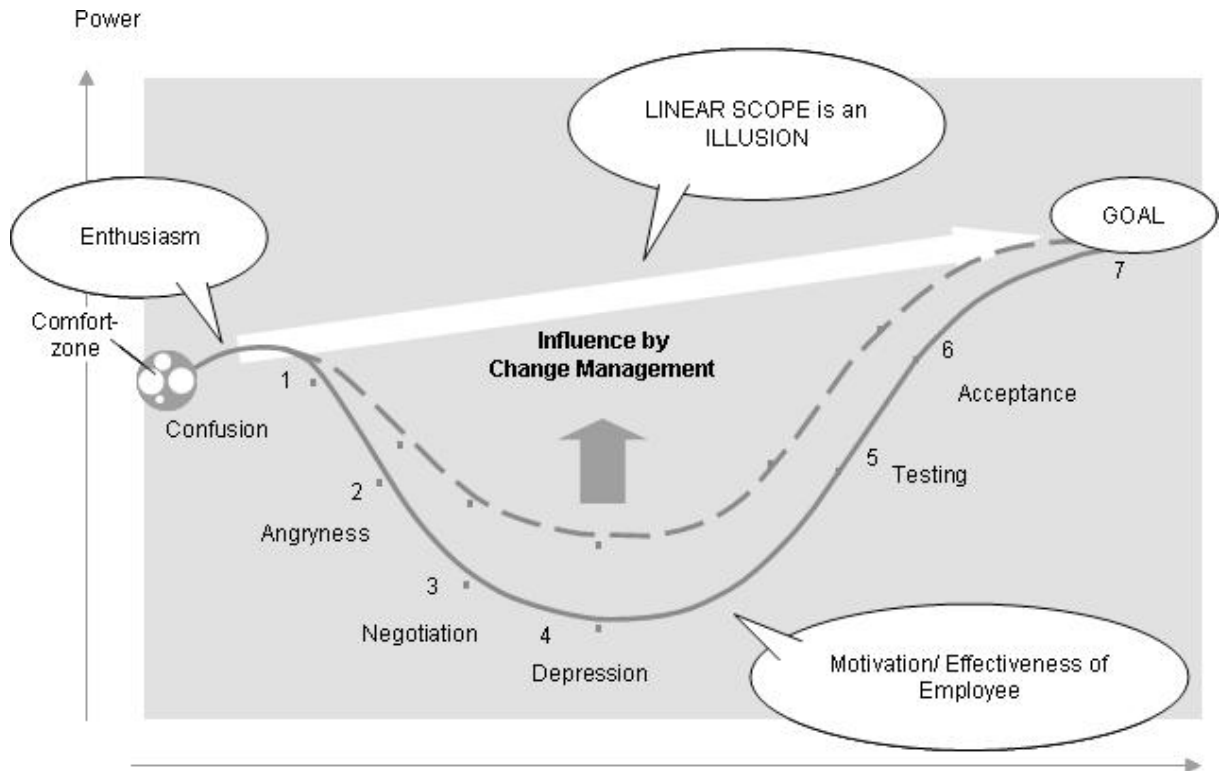 Power
LINEAR SCOPE is an
ILLUSION
Enthusiasm
GOAL
7
Comfort-
zone
Influence by
Change Management
1
6
Acceptance
Confusion
5
Testing
2
Angryness
3
Negotiation
4
Depression
Motivation/ Effectiveness of
Employee